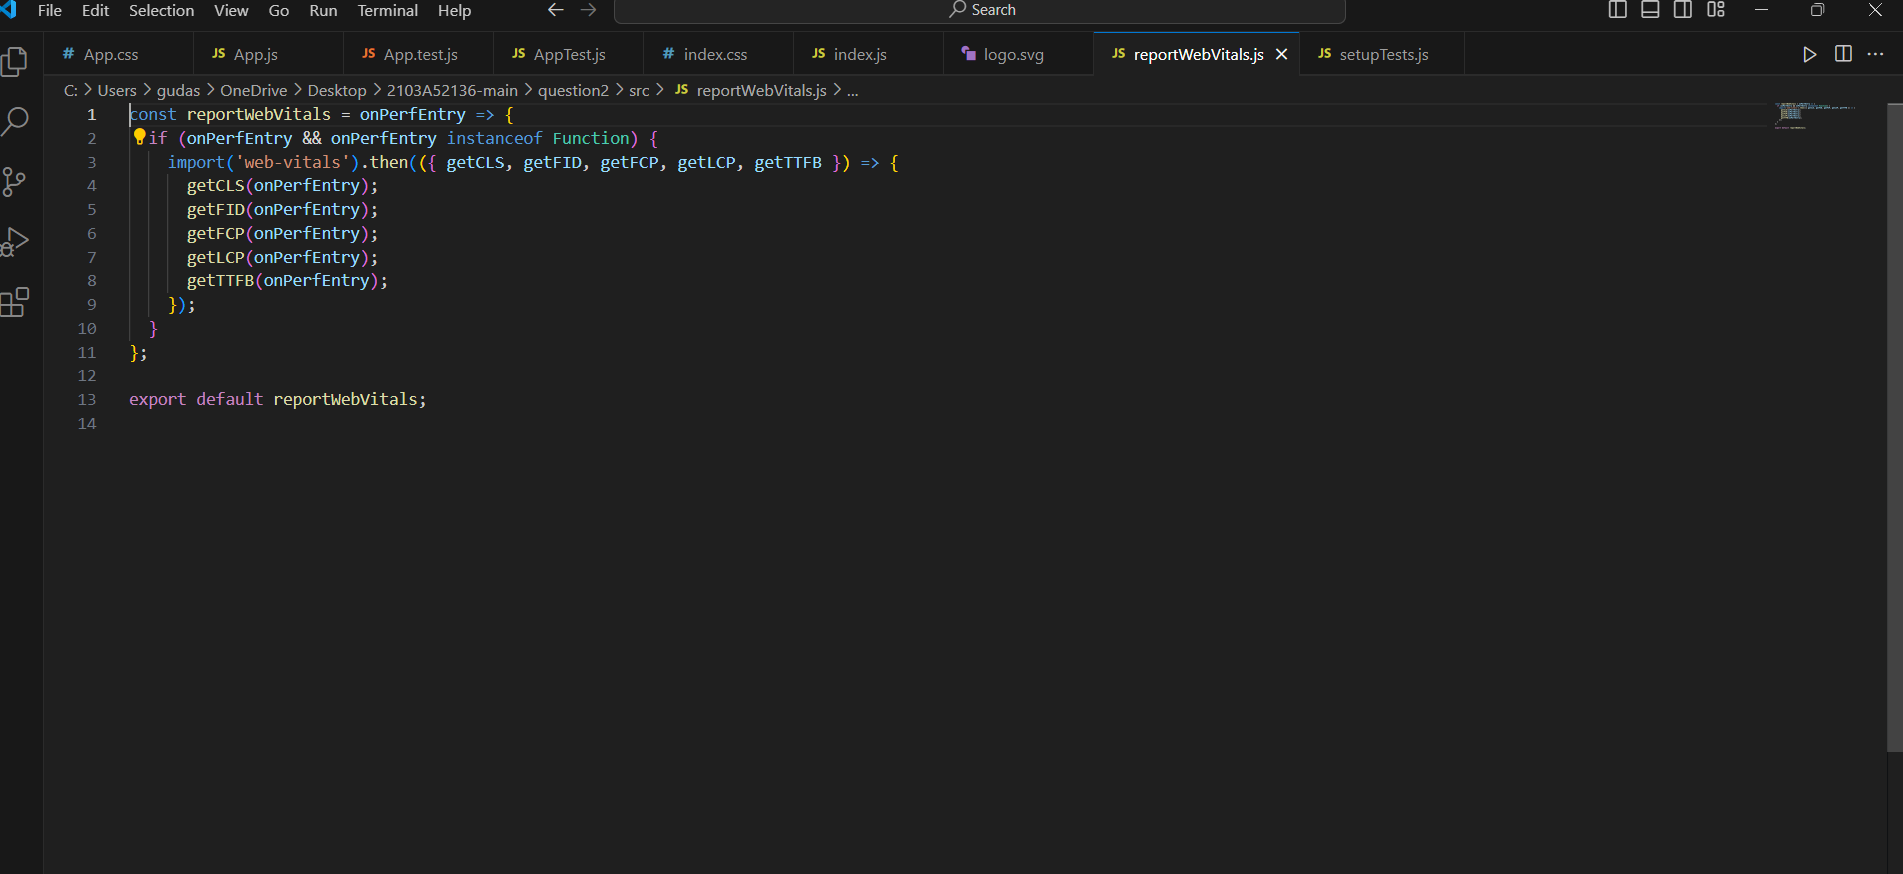 File Edit Selection View Go Run Terminal Help Search
# App.css JS App.js JS App.test.js JS AppTest.js # index.css JS index.js logo.svg JS reportWebVitals.js JS setupTests.js
C: > Users > gudas > OneDrive > Desktop > 2103A52136-main > question2 > src > JS reportWebVitals.js > ...
1 const reportWebVitals = onPerfEntry => {
2 if (onPerfEntry && onPerfEntry instanceof Function) {
3 import('web-vitals').then(({ getCLS, getFID, getFCP, getLCP, getTTFB }) => {
4 getCLS(onPerfEntry);
5 getFID(onPerfEntry);
6 getFCP(onPerfEntry);
7 getLCP(onPerfEntry);
8 getTTFB(onPerfEntry);
9 });
10 }
11 };
12
13 export default reportWebVitals;
14